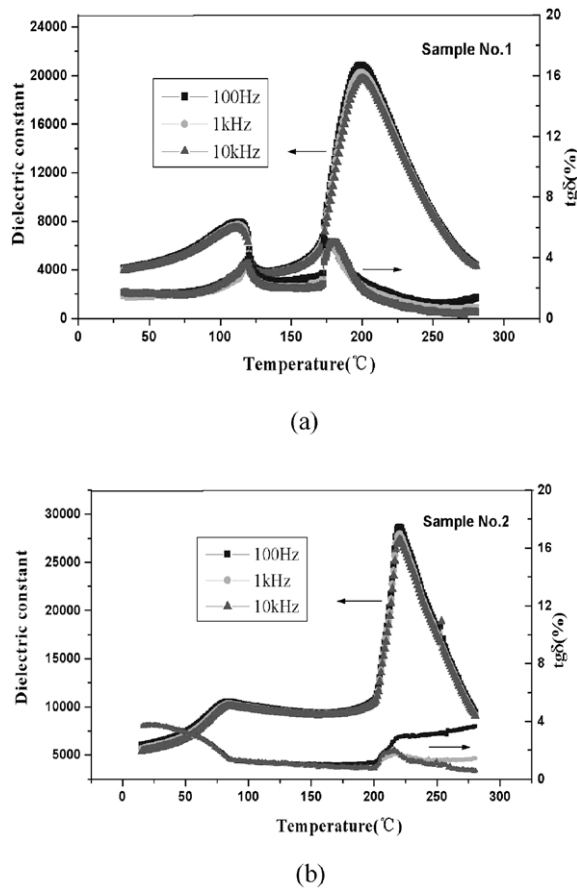 Sample No.1
100Hz
1kHz
10kHz
Dielectric constant
24000
20000
16000
12000
8000
4000
0
20
16
12
8
4
0
tgδ(%)
0 50 100 150 200 250 300
Temperature(℃)
(a)
Sample No.2
100Hz
1kHz
10kHz
Dielectric constant
30000
25000
20000
15000
10000
5000
20
16
12
8
4
0
tgδ(%)
0 50 100 150 200 250 300
Temperature(℃)
(b)